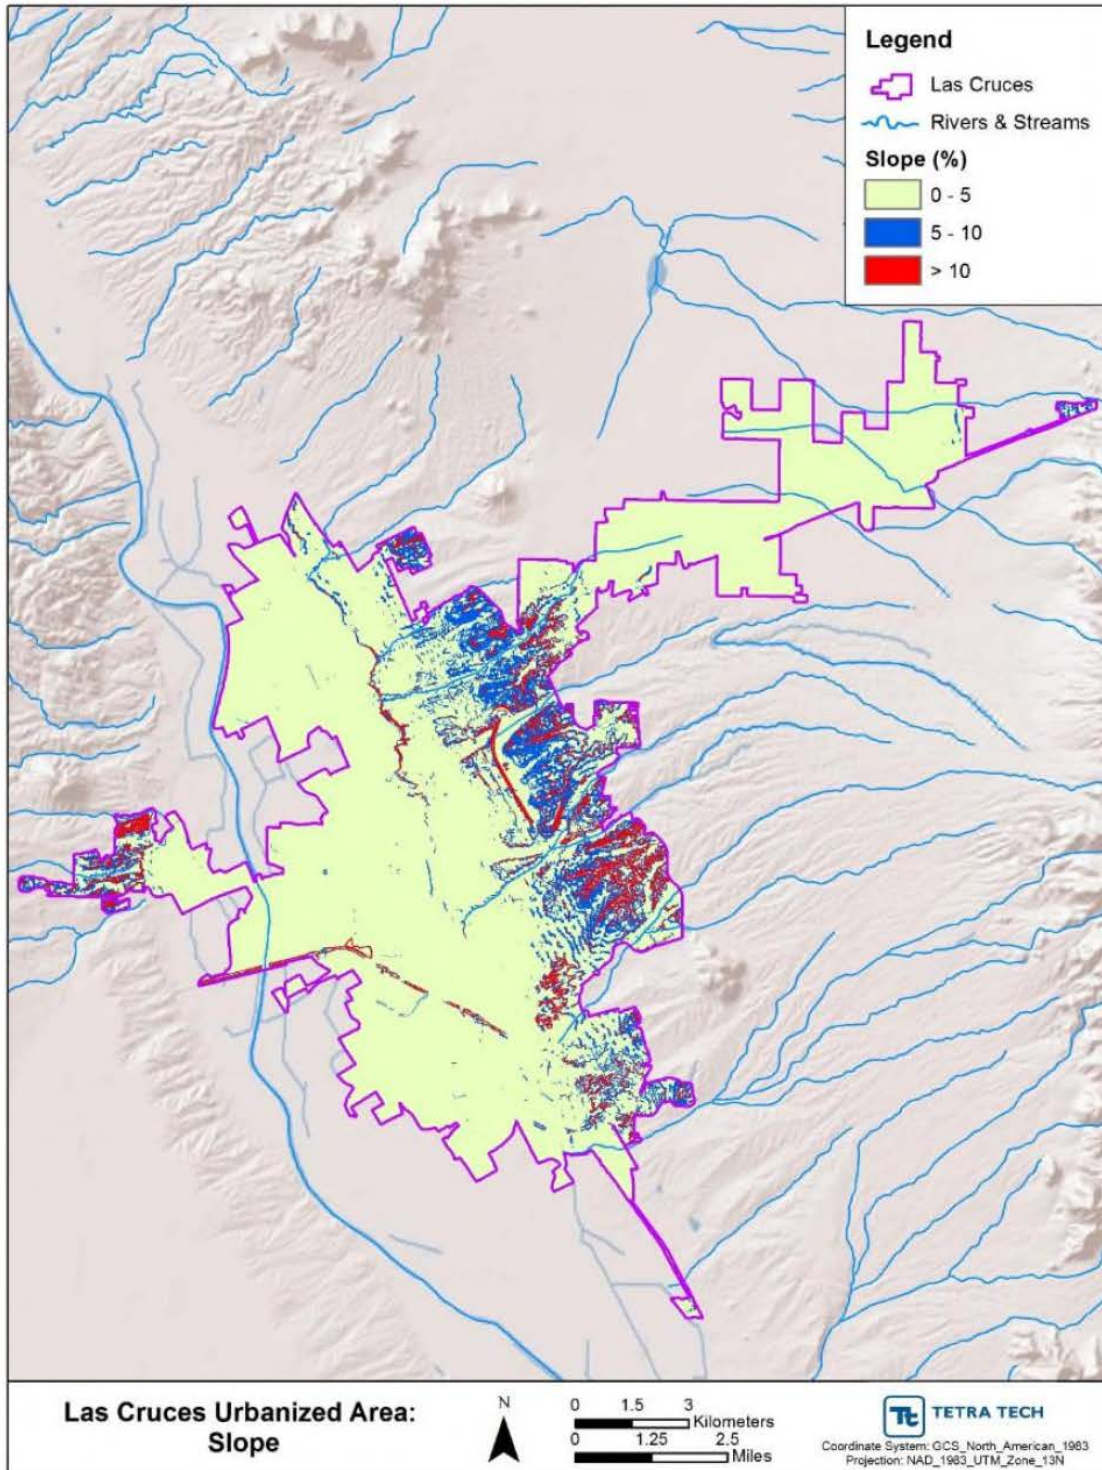 Legend
Las Cruces
Rivers & Streams
Slope (%)
0 - 5
5 - 10
> 10
Las Cruces Urbanized Area:
Slope
N
0 1.5 3
Kilometers
0 1.25 2.5
Miles
Tt TETRA TECH
Coordinate System: GCS_North_American_1983
Projection: NAD_1983_UTM_Zone_13N